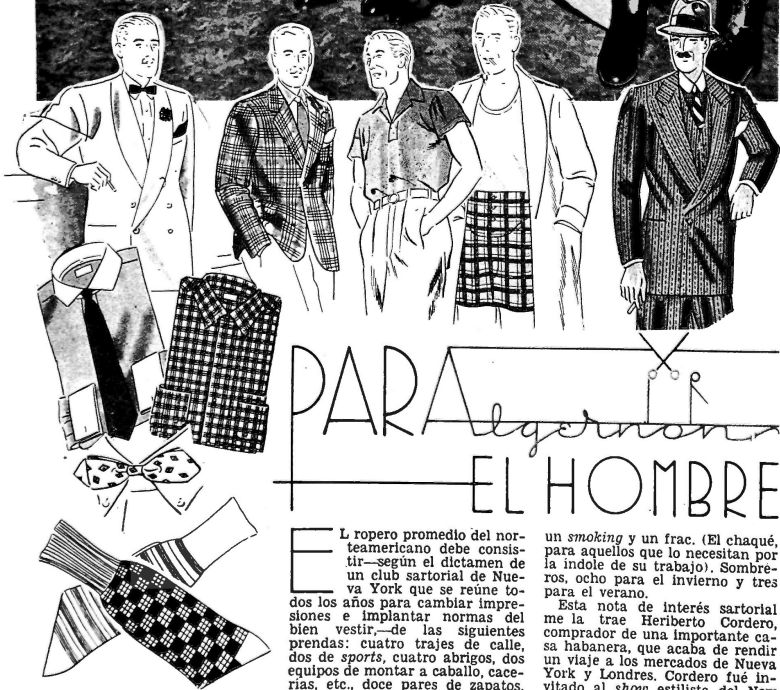 PARA
Algernon
EL HOMBRE
EL ropero promedio del nor-
teamericano debe consis-
tir—según el dictamen de
un club sartorial de Nue-
va York que se reúne to-
dos los años para cambiar impre-
siones e implantar normas del
bien vestir,—de las siguientes
prendas: cuatro trajes de calle,
dos de sports, cuatro abrigos, dos
equipos de montar a caballo, cace-
rías, etc., doce pares de zapatos,
un smoking y un frac. (El chaqué,
para aquellos que lo necesitan por
la índole de su trabajo). Sombre-
ros, ocho para el invierno y tres
para el verano.
Esta nota de interés sartorial
me la trae Heriberto Cordero,
comprador de una importante ca-
sa habanera, que acaba de rendir
un viaje a los mercados de Nueva
York y Londres. Cordero fué in-
vitado al show estilista de